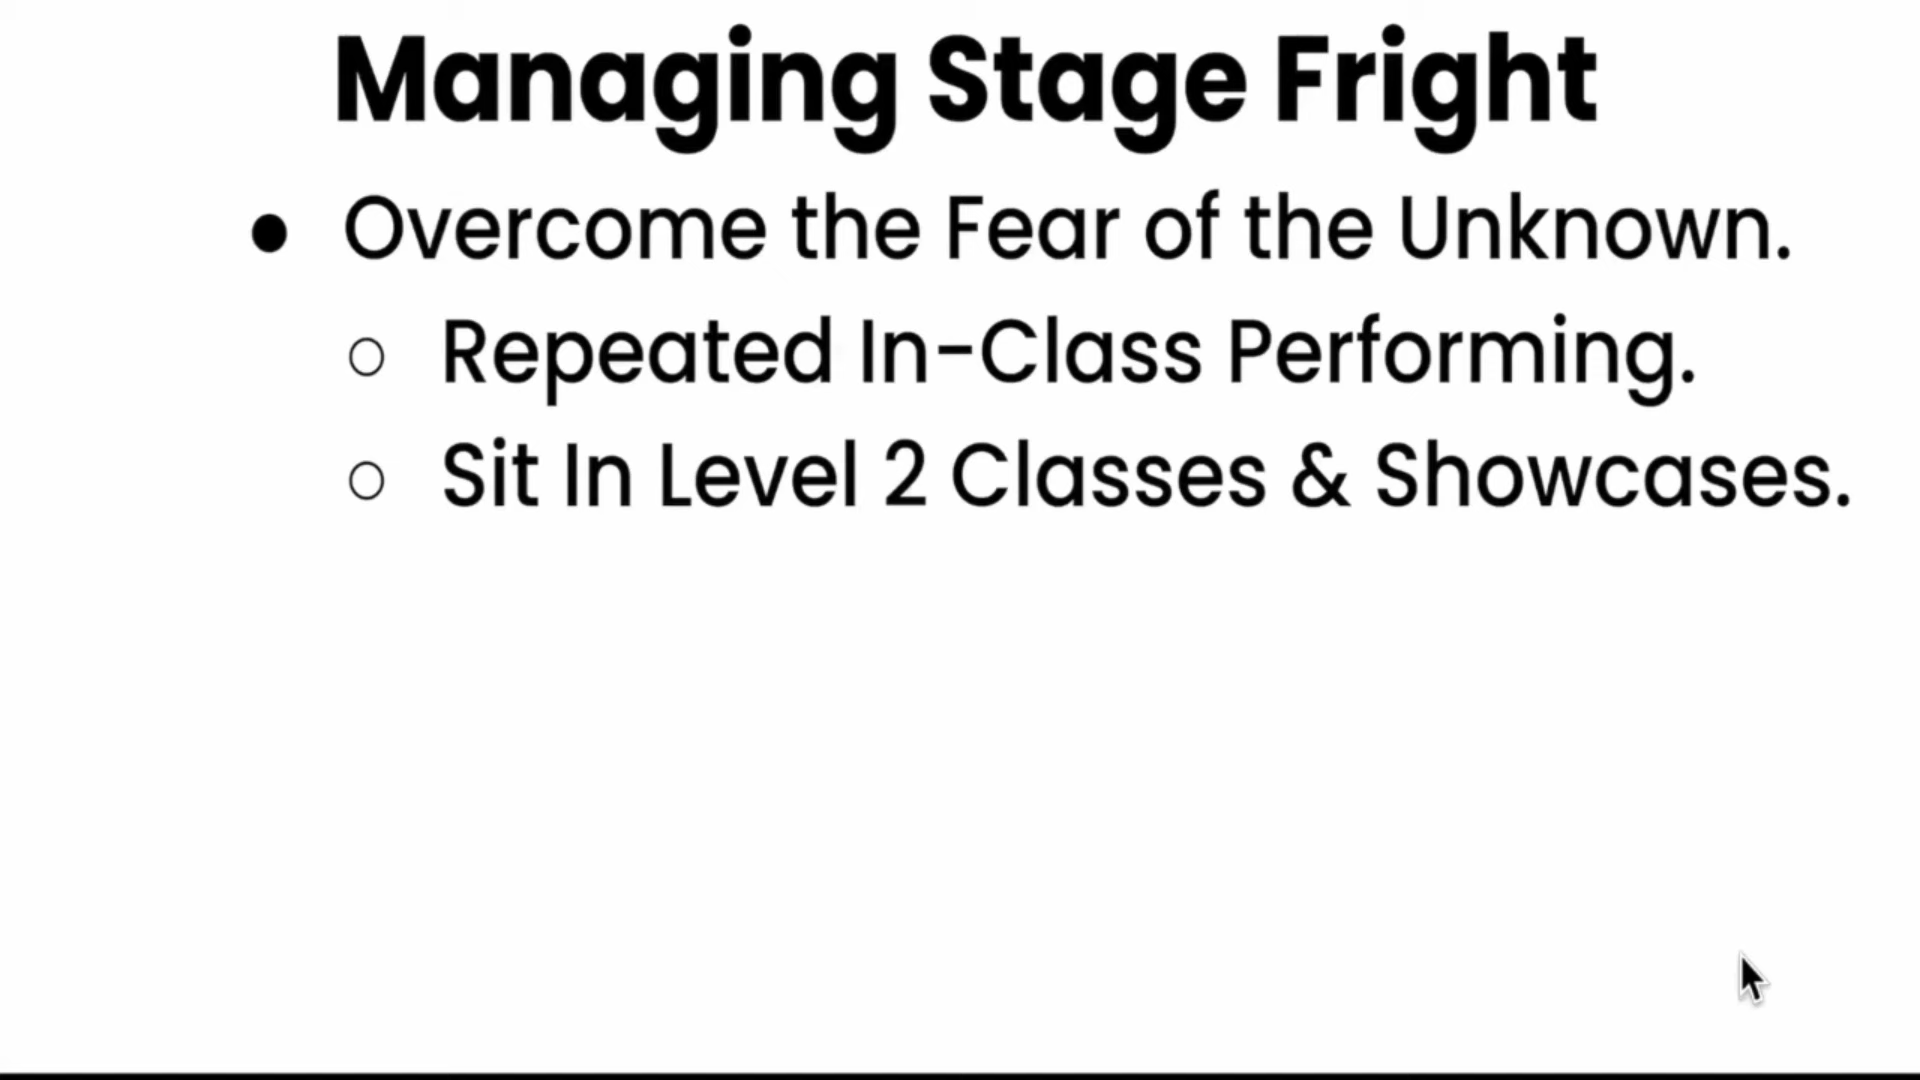 Managing Stage Fright
● Overcome the Fear of the Unknown.
○ Repeated In-Class Performing.
○ Sit In Level 2 Classes & Showcases.